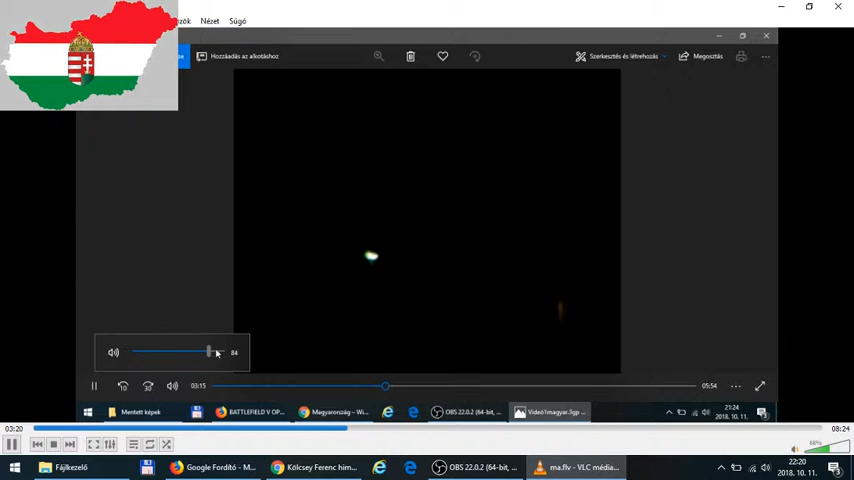 zók Nézet Súgó
Hozzáadás az alkotáshoz
Szerkesztés és létrehozás
Megosztás
84
10
30
03:15
05:54
Mentett képek
BATTLEFIELD V OP...
Magyarország – Wi...
OBS 22.0.2 (64-bit, ...
Videó1magyar.3gp ...
21:24
2018. 10. 11.
03:20
08:24
68%
Fájlkezelő
Google Fordító - M...
Kölcsey Ferenc him...
OBS 22.0.2 (64-bit, ...
ma.flv - VLC média...
22:20
2018. 10. 11.
3